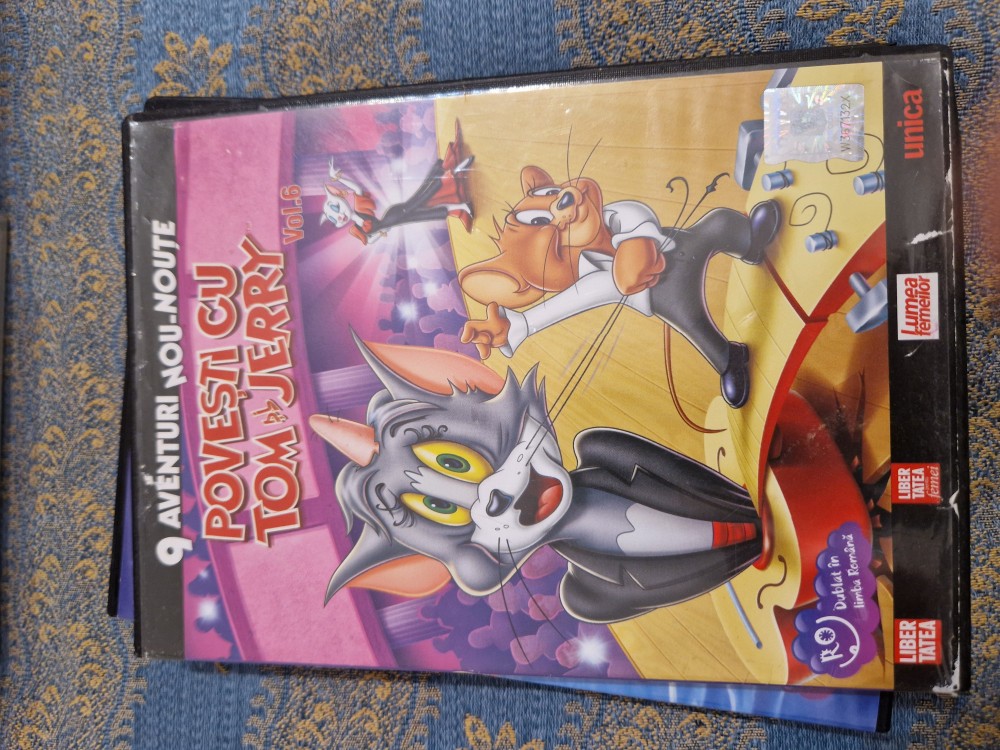 9 AVENTURI NOU-NOUȚE
POVEȘTI CU
TOM și JERRY
Vol.6
RO
Dublat în
limba Română
LIBER
TATEA
LIBER
TATEA
femei
Lumea
femeilor
unica